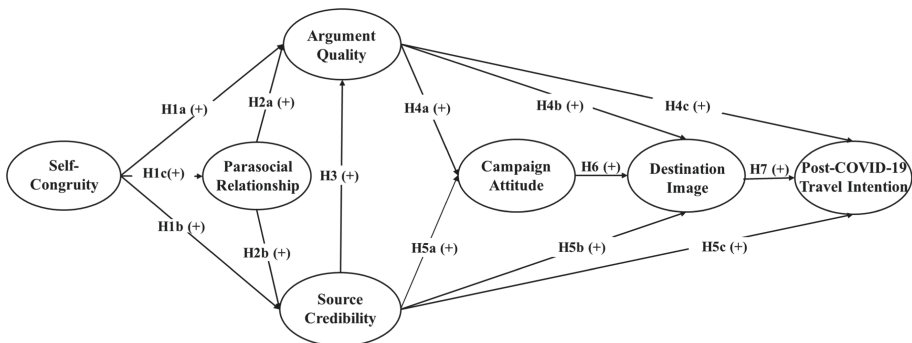 Argument
Quality
H1a (+)
H2a (+)
H4a (+)
H4b (+)
H4c (+)
Self-
Congruity
H1c(+)
Parasocial
Relationship
H3 (+)
Campaign
Attitude
H6 (+)
Destination
Image
H7 (+)
Post-COVID-19
Travel Intention
H1b (+)
H2b (+)
H5a (+)
H5b (+)
H5c (+)
Source
Credibility